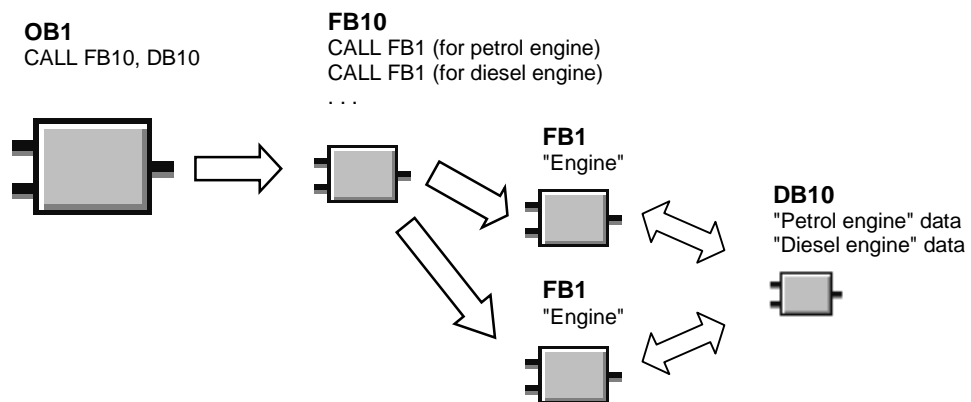 OB1
CALL FB10, DB10
FB10
CALL FB1 (for petrol engine)
CALL FB1 (for diesel engine)
. . .
FB1
"Engine"
FB1
"Engine"
DB10
"Petrol engine" data
"Diesel engine" data